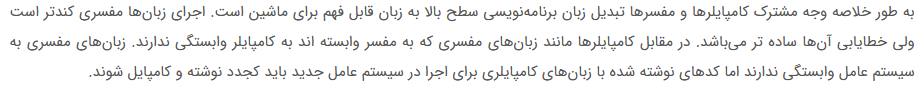 به طور خلاصه وجه مشترک کامپایلرها و مفسرها تبدیل زبان برنامه‌نویسی سطح بالا به زبان قابل فهم برای ماشین است. اجرای زبان‌ها مفسری کندتر است
ولی خطایابی آن‌ها ساده تر می‌باشد. در مقابل کامپایلرها مانند زبان‌های مفسری که به مفسر وابسته اند به کامپایلر وابستگی ندارند. زبان‌های مفسری به
سیستم عامل وابستگی ندارند اما کدهای نوشته شده با زبان‌های کامپایلری برای اجرا در سیستم عامل جدید باید کجدد نوشته و کامپایل شوند.